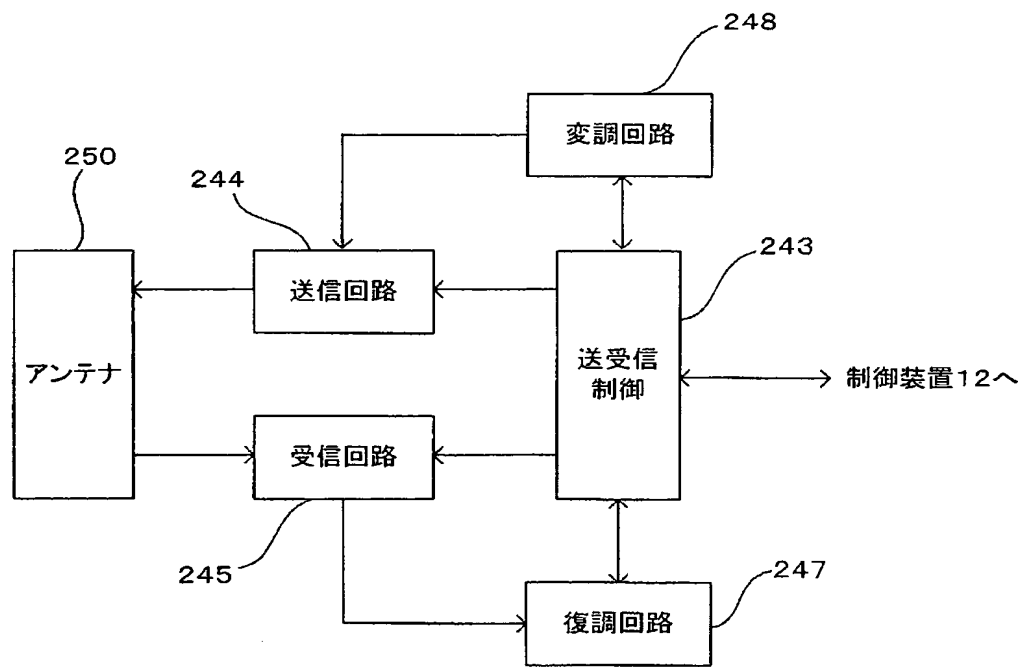 248
変調回路
250
244
送信回路
243
アンテナ
送受信
制御
制御装置12へ
受信回路
245
247
復調回路